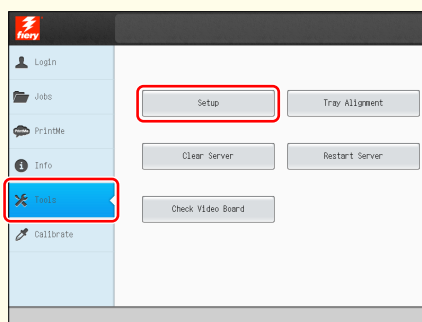 fiery
Login
Jobs
PrintMe
Info
Tools
Calibrate
Setup
Tray Alignment
Clear Server
Restart Server
Check Video Board